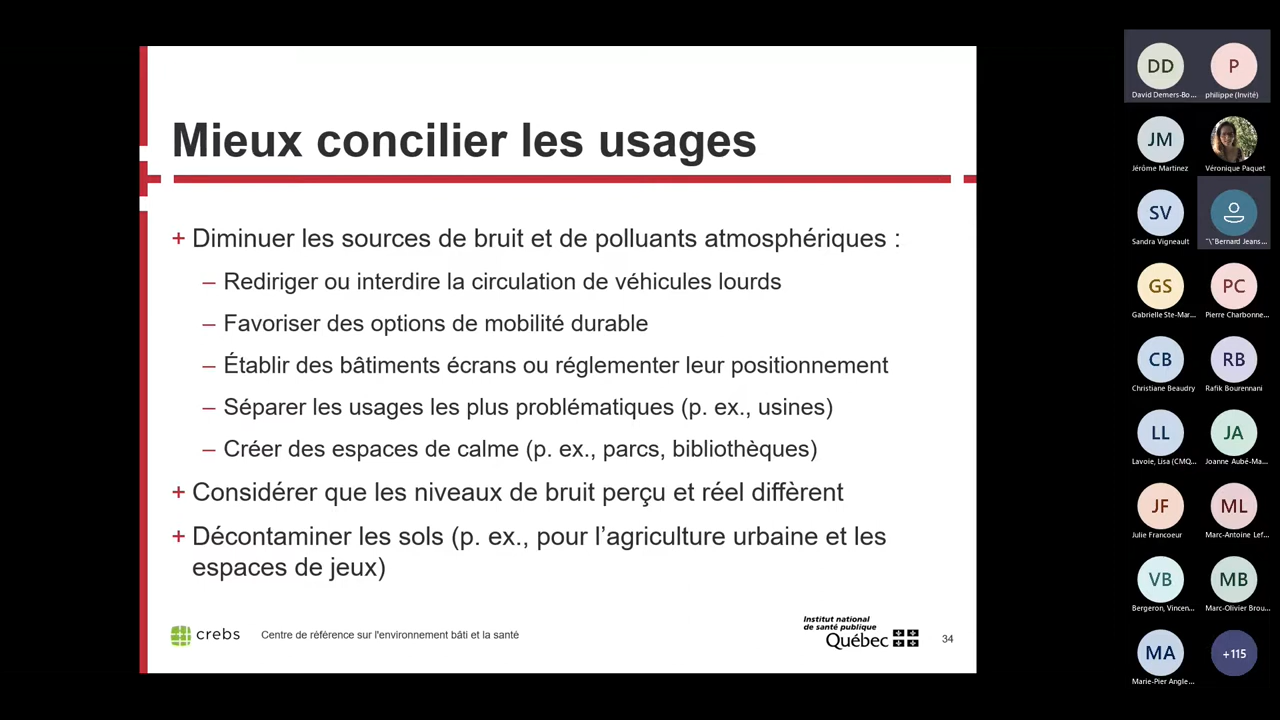 Mieux concilier les usages
+ Diminuer les sources de bruit et de polluants atmosphériques :
– Rediriger ou interdire la circulation de véhicules lourds
– Favoriser des options de mobilité durable
– Établir des bâtiments écrans ou réglementer leur positionnement
– Séparer les usages les plus problématiques (p. ex., usines)
– Créer des espaces de calme (p. ex., parcs, bibliothèques)
+ Considérer que les niveaux de bruit perçu et réel diffèrent
+ Décontaminer les sols (p. ex., pour l’agriculture urbaine et les
espaces de jeux)
crebs
Centre de référence sur l'environnement bâti et la santé
Institut national
de santé publique
Québec
34
DD
P
David Demers-Bo...
philippe (Invité)
JM
Jérôme Martinez
Véronique Paquet
SV
Sandra Vigneault
"\"Bernard Jeans...
GS
PC
Gabrielle Ste-Mar...
Pierre Charbonne...
CB
RB
Christiane Beaudry
Rafik Bourennani
LL
JA
Lavoie, Lisa (CMQ...
Joanne Aubé-Ma...
JF
ML
Julie Francoeur
Marc-Antoine Lef...
VB
MB
Bergeron, Vincen...
Marc-Olivier Brou...
MA
+115
Marie-Pier Angle...